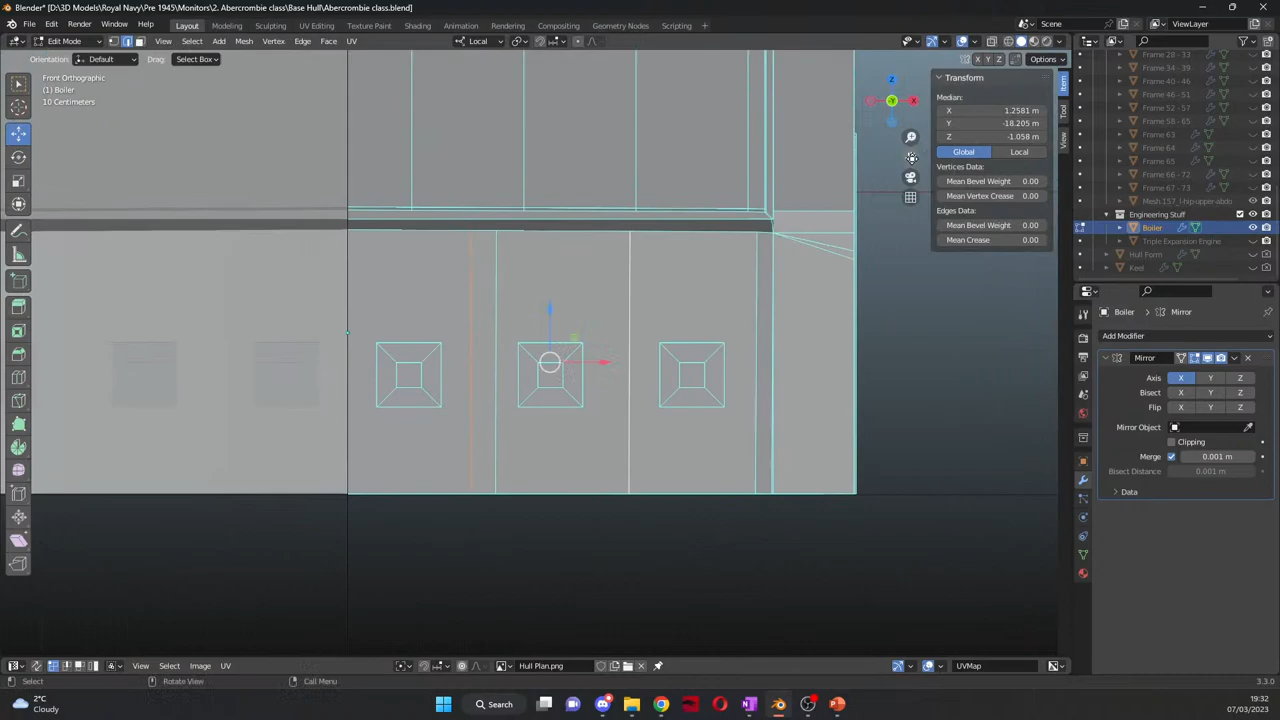 Blender* [D:\3D Models\Royal Navy\Pre 1945\Monitors\2. Abercrombie class\Base Hull\Abercrombie class.blend]
File Edit Render Window Help Layout Modeling Sculpting UV Editing Texture Paint Shading Animation Rendering Compositing Geometry Nodes Scripting + Scene ViewLayer
Edit Mode View Select Add Mesh Vertex Edge Face UV Local
Orientation: Default Drag: Select Box X Y Z Options
Front Orthographic
(1) Boiler
10 Centimeters
Z
Y
X
Transform
Median:
X 1.2581 m
Y -18.205 m
Z -1.058 m
Global Local
Vertices Data:
Mean Bevel Weight 0.00
Mean Vertex Crease 0.00
Edges Data:
Mean Bevel Weight 0.00
Mean Crease 0.00
Item
Tool
View
Frame 28 - 33
Frame 34 - 39
Frame 40 - 46
Frame 46 - 51
Frame 52 - 57
Frame 58 - 65
Frame 63
Frame 64
Frame 65
Frame 66 - 72
Frame 67 - 73
Mesh.157_l-hip-upper-abdo
Engineering Stuff
Boiler
Triple Expansion Engine
Hull Form
Keel
Boiler Mirror
Add Modifier
Mirror
Axis X Y Z
Bisect X Y Z
Flip X Y Z
Mirror Object
Clipping
Merge 0.001 m
Bisect Distance 0.001 m
Data
View Select Image UV Hull Plan.png UVMap
Select Rotate View Call Menu 3.3.0
2°C
Cloudy
Search
19:32
07/03/2023